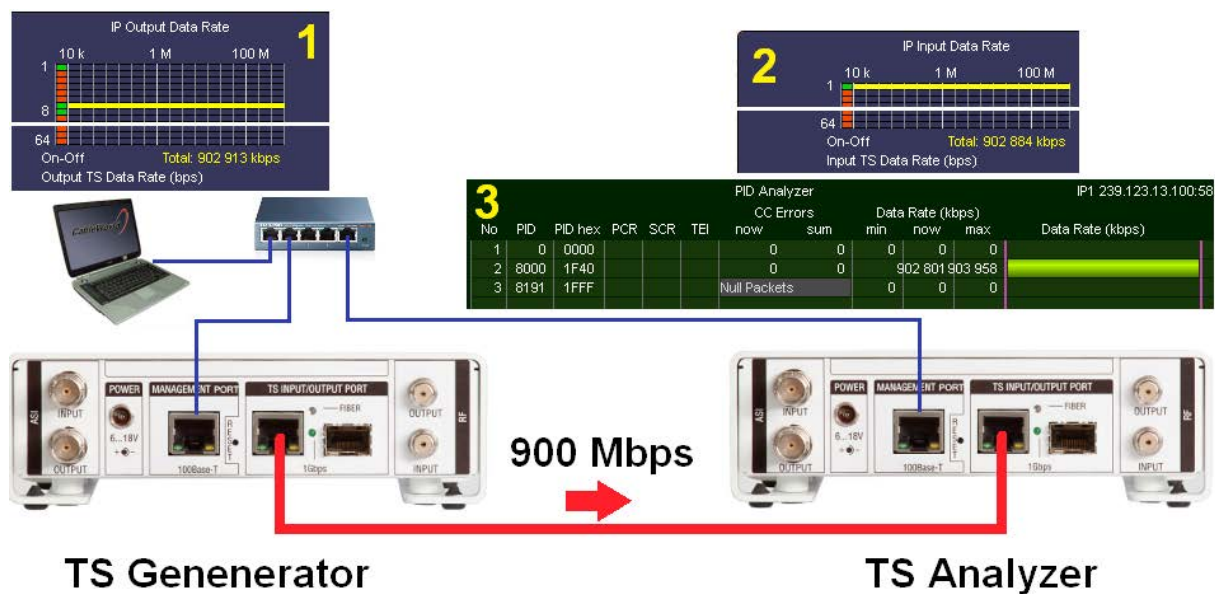 IP Output Data Rate
1
10 k 1 M 100 M
1
8
64
On-Off Total: 902 913 kbps
Output TS Data Rate (bps)
IP Input Data Rate
2
10 k 1 M 100 M
1
64
On-Off Total: 902 884 kbps
Input TS Data Rate (bps)
3
PID Analyzer IP1 239.123.13.100:58
CC Errors Data Rate (kbps)
No PID PID hex PCR SCR TEI now sum min now max Data Rate (kbps)
1 0 0000 0 0 0 0 0
2 8000 1F40 0 0 902 801 903 958
3 8191 1FFF Null Packets 0 0 0
CableWorld
ASI
INPUT
OUTPUT
POWER
6...18V
MANAGEMENT PORT
100Base-T
RESET
TS INPUT/OUTPUT PORT
FIBER
1Gbps
OUTPUT
INPUT
RF
900 Mbps
ASI
INPUT
OUTPUT
POWER
6...18V
MANAGEMENT PORT
100Base-T
RESET
TS INPUT/OUTPUT PORT
FIBER
1Gbps
OUTPUT
INPUT
RF
TS Genenerator
TS Analyzer